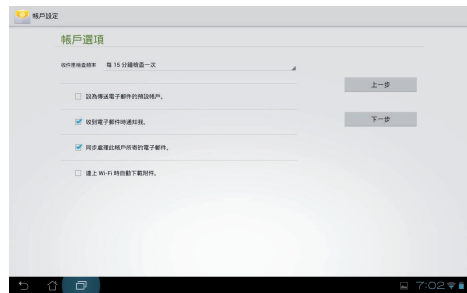 帳戶設定
帳戶選項
收件匣檢查頻率 每 15 分鐘檢查一次
上一步
設為傳送電子郵件的預設帳戶。
收到電子郵件時通知我。
下一步
同步處理此帳戶所寄的電子郵件。
連上 Wi-Fi 時自動下載附件。
7:02